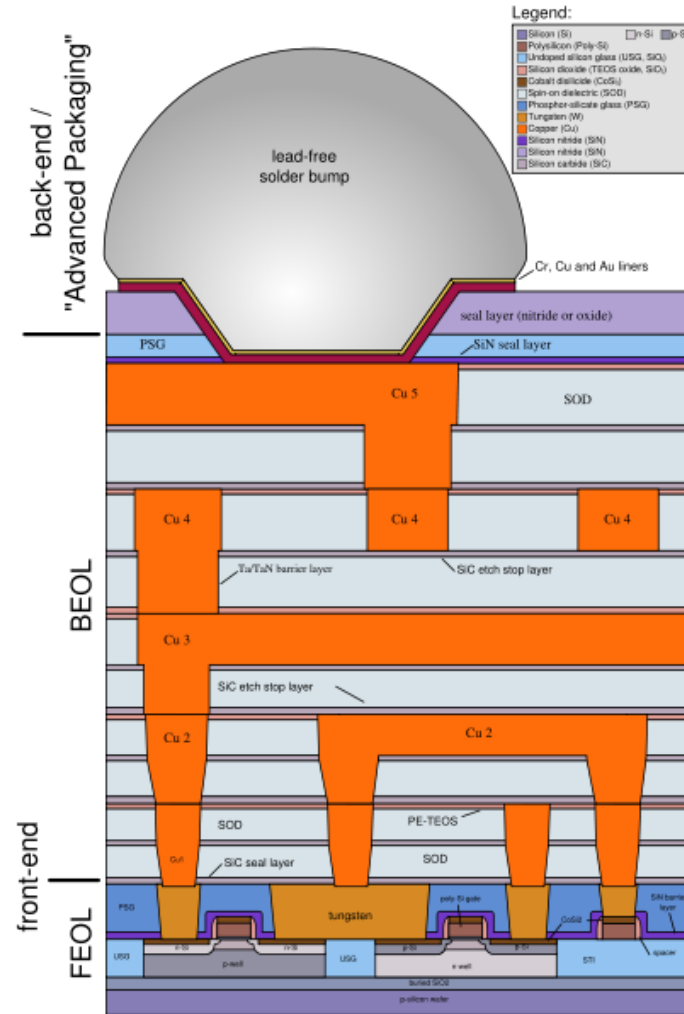 Legend:
Silicon (Si)
n-Si
Polysilicon (Poly-Si)
Undoped silicon glass (USG, SiO₂)
Silicon dioxide (TEOS oxide, SiO₂)
Cobalt disilicide (CoSi₂)
Spin-on dielectric (SOD)
Phosphor-silicate glass (PSG)
Tungsten (W)
Copper (Cu)
Silicon nitride (SiN)
Silicon nitride (SiN)
Silicon carbide (SiC)
back-end /
"Advanced Packaging"
lead-free
solder bump
Cr, Cu and Au liners
seal layer (nitride or oxide)
PSG
SiN seal layer
Cu 5
SOD
BEOL
Cu 4
Cu 4
Cu 4
Ta/TaN barrier layer
SiC etch stop layer
Cu 3
SiC etch stop layer
Cu 2
Cu 2
PE-TEOS
SOD
Cu1
SiC seal layer
SOD
front-end
FEOL
PSG
poly Si gate
SiN barrier
layer
tungsten
CoSi2
n-Si
n-Si
p-Si
p-Si
spacer
USG
p-well
USG
n-well
STI
buried SiO2
p-silicon wafer